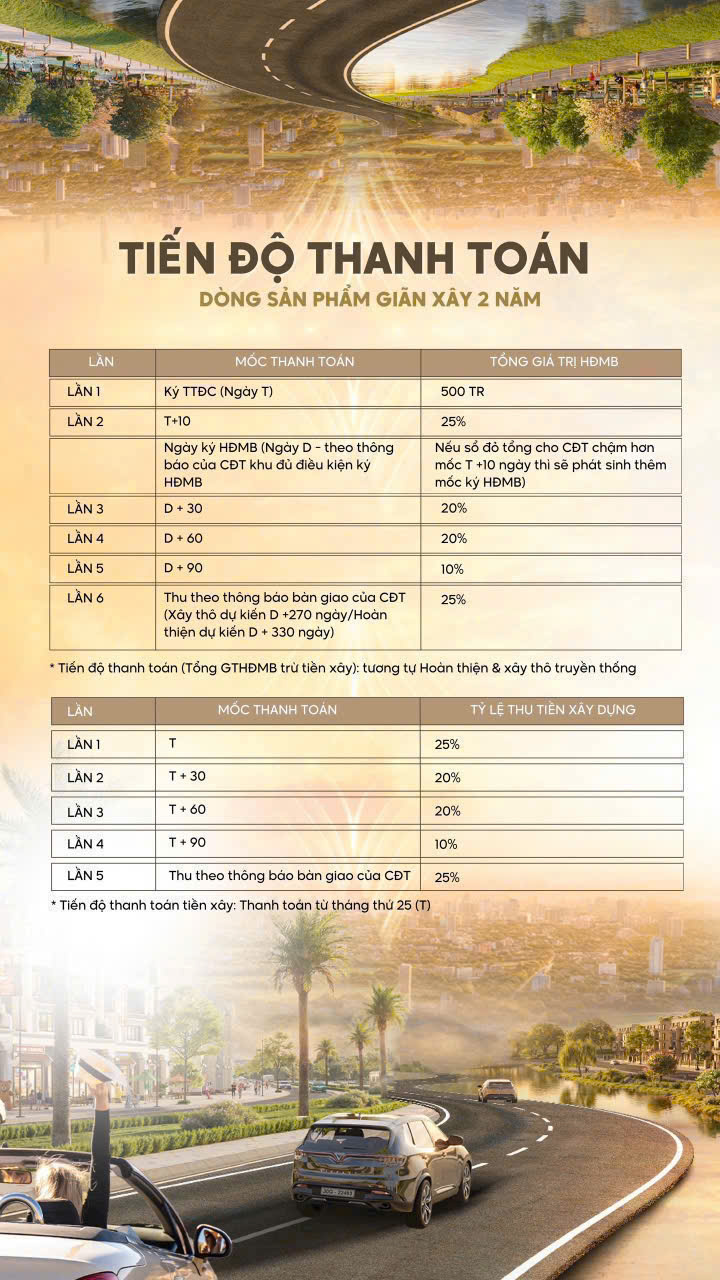 TIẾN ĐỘ THANH TOÁN
DÒNG SẢN PHẨM GIÃN XÂY 2 NĂM
LẦN MỐC THANH TOÁN TỔNG GIÁ TRỊ HĐMB
LẦN 1 Ký TTĐC (Ngày T) 500 TR
LẦN 2 T+10 25%
Ngày ký HĐMB (Ngày D - theo thông
báo của CĐT khu đủ điều kiện ký
HĐMB
Nếu sổ đỏ tổng cho CĐT chậm hơn
mốc T +10 ngày thì sẽ phát sinh thêm
mốc ký HĐMB)
LẦN 3 D + 30 20%
LẦN 4 D + 60 20%
LẦN 5 D + 90 10%
LẦN 6 Thu theo thông báo bàn giao của CĐT
(Xây thô dự kiến D +270 ngày/Hoàn
thiện dự kiến D + 330 ngày)
25%
* Tiến độ thanh toán (Tổng GTHĐMB trừ tiền xây): tương tự Hoàn thiện & xây thô truyền thống
LẦN MỐC THANH TOÁN TỶ LỆ THU TIỀN XÂY DỰNG
LẦN 1 T 25%
LẦN 2 T + 30 20%
LẦN 3 T + 60 20%
LẦN 4 T + 90 10%
LẦN 5 Thu theo thông báo bàn giao của CĐT 25%
* Tiến độ thanh toán tiền xây: Thanh toán từ tháng thứ 25 (T)